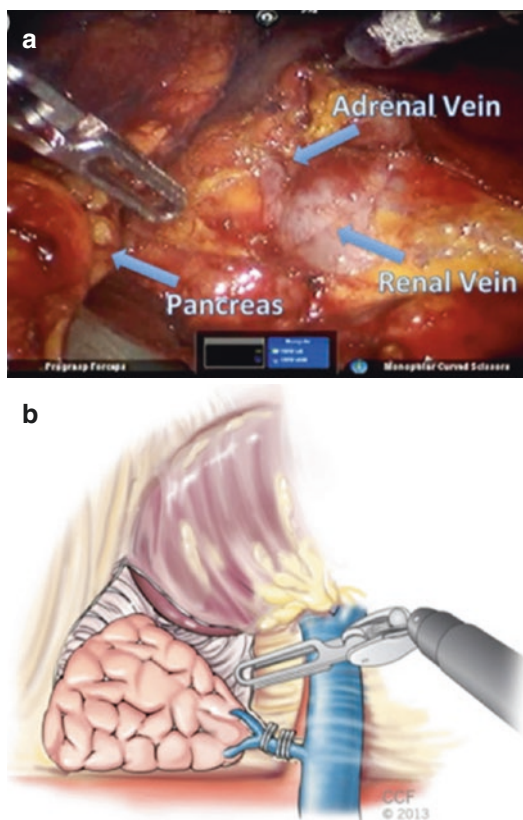 a
Adrenal Vein
Renal Vein
Pancreas
Prograsp Forceps
Monopolar Curved Scissors
b
CCF
© 2013